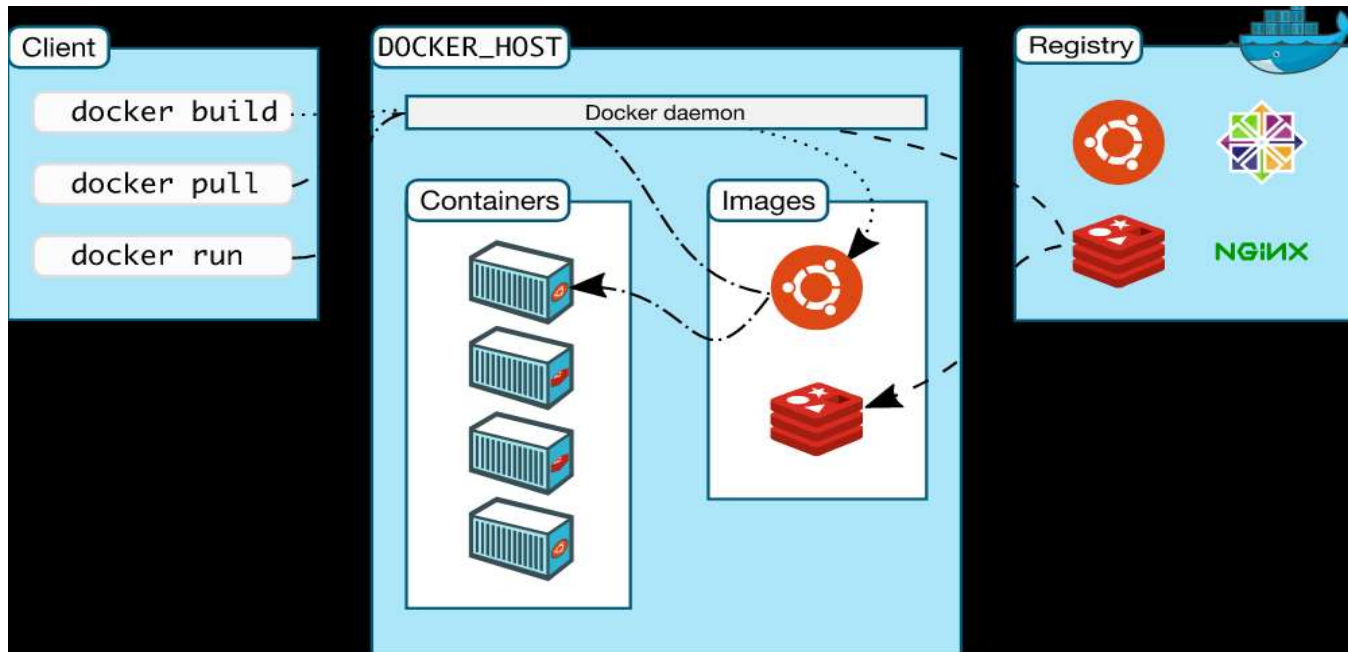 Client
docker build
docker pull
docker run
DOCKER_HOST
Docker daemon
Containers
Images
Registry
NGiNX